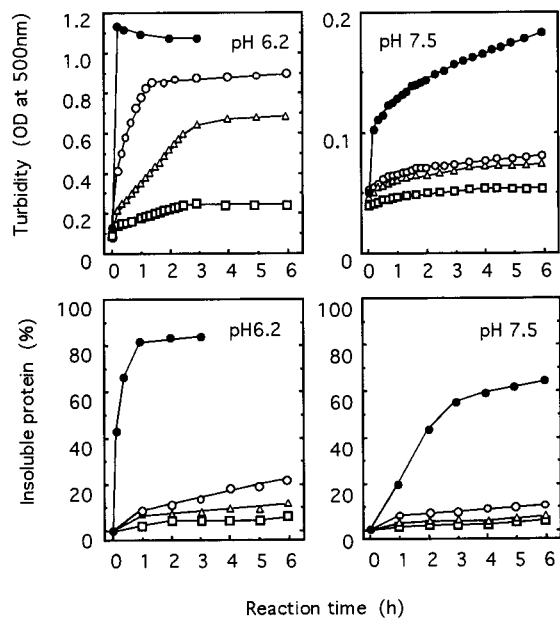 Turbidity (OD at 500nm)
1.2
1.0
0.8
0.6
0.4
0.2
0
pH 6.2
0 1 2 3 4 5 6
0.2
0.1
0
pH 7.5
0 1 2 3 4 5 6
Insoluble protein (%)
100
80
60
40
20
0
pH6.2
0 1 2 3 4 5 6
100
80
60
40
20
0
pH 7.5
0 1 2 3 4 5 6
Reaction time (h)